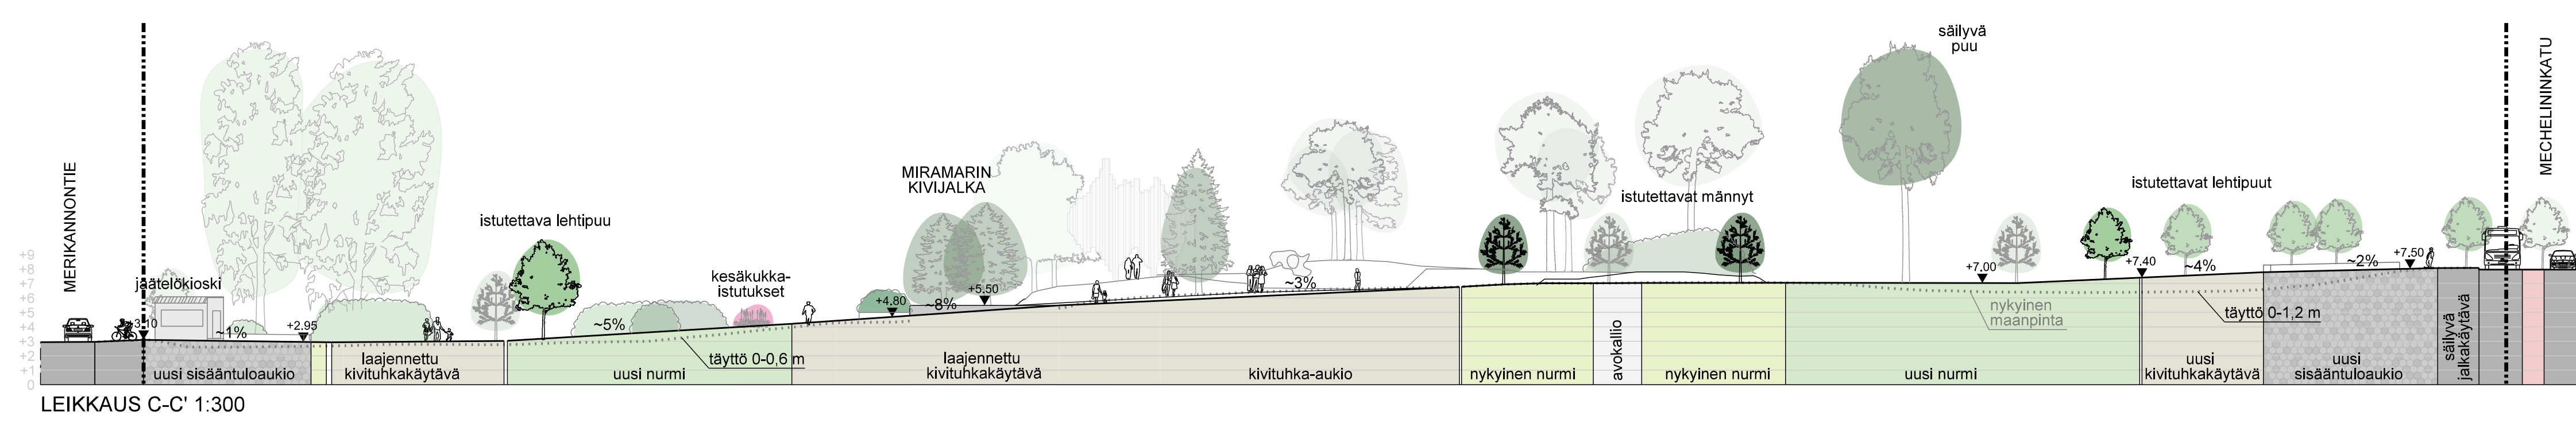 säilyvä
puu
MERIKANNONTIE
MECHELININKATU
MIRAMARIN
KIVIJALKA
istutettavat lehtipuut
istutettavat männyt
istutettava lehtipuu
kesäkukka-
istutukset
jäätelökioski
+9
+8
+7
+6
+5
+4
+3
+2
+1
0
+3.10
~1%
+2.95
~5%
+4.80
~8%
+5.50
~3%
+7.00
+7.40
~4%
~2%
+7.50
nykyinen
maanpinta
täyttö 0-1,2 m
täyttö 0-0,6 m
uusi sisääntuloaukio
laajennettu
kivituhkakäytävä
uusi nurmi
laajennettu
kivituhkakäytävä
kivituhka-aukio
nykyinen nurmi
avokallio
nykyinen nurmi
uusi nurmi
uusi
kivituhkakäytävä
uusi
sisääntuloaukio
säilyvä
jalkakäytävä
LEIKKAUS C-C' 1:300